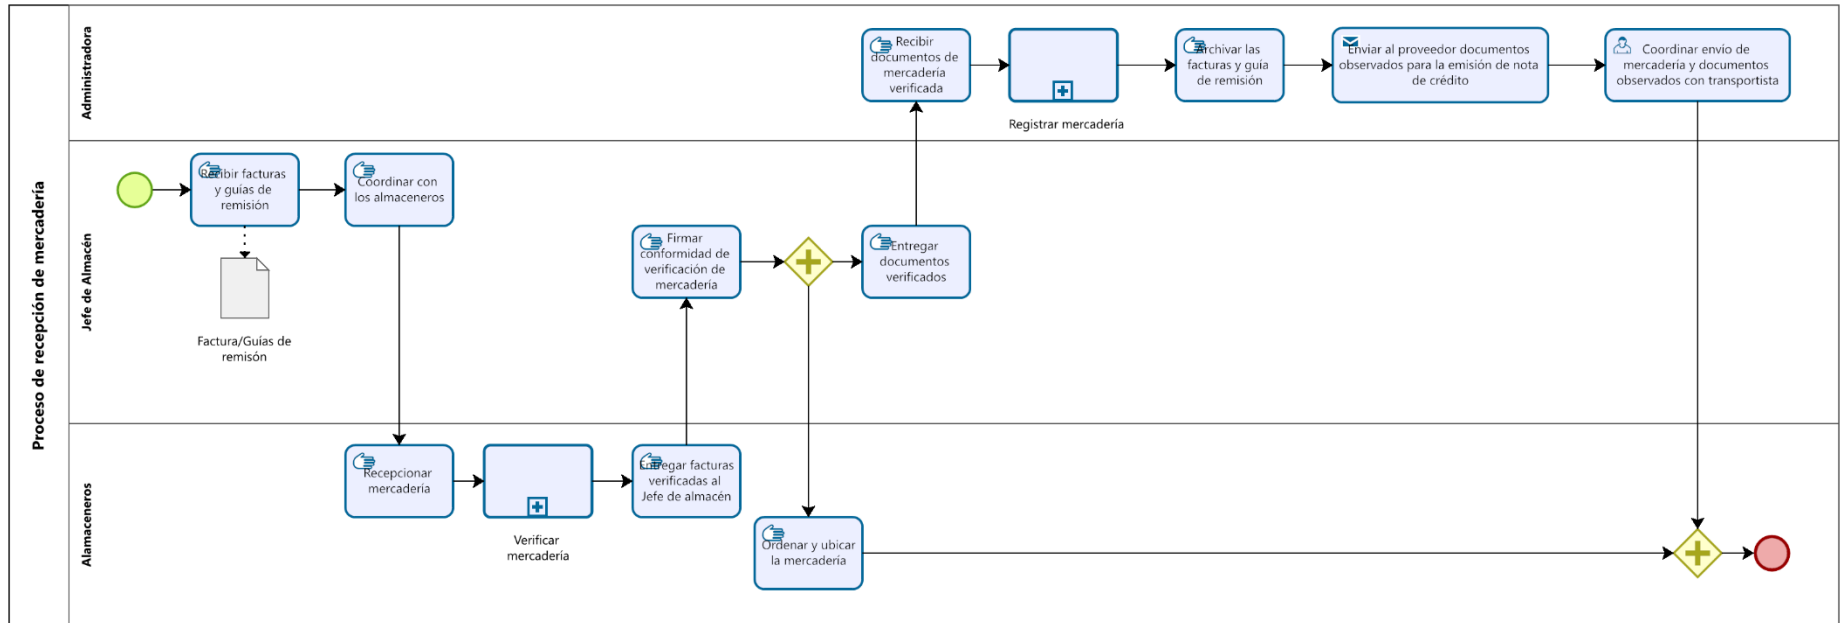 Proceso de recepción de mercadería
Administradora
Recibir
documentos de
mercadería
verificada
Registrar mercadería
Archivar las
facturas y guía
de remisión
Enviar al proveedor documentos
observados para la emisión de nota
de crédito
Coordinar envío de
mercadería y documentos
observados con transportista
Jefe de Almacén
Recibir facturas
y guías de
remisión
Factura/Guías de
remisón
Coordinar con
los almaceneros
Firmar
conformidad de
verificación de
mercadería
Entregar
documentos
verificados
Alamaceneros
Recepcionar
mercadería
Verificar
mercadería
Entregar facturas
verificadas al
Jefe de almacén
Ordenar y ubicar
la mercadería